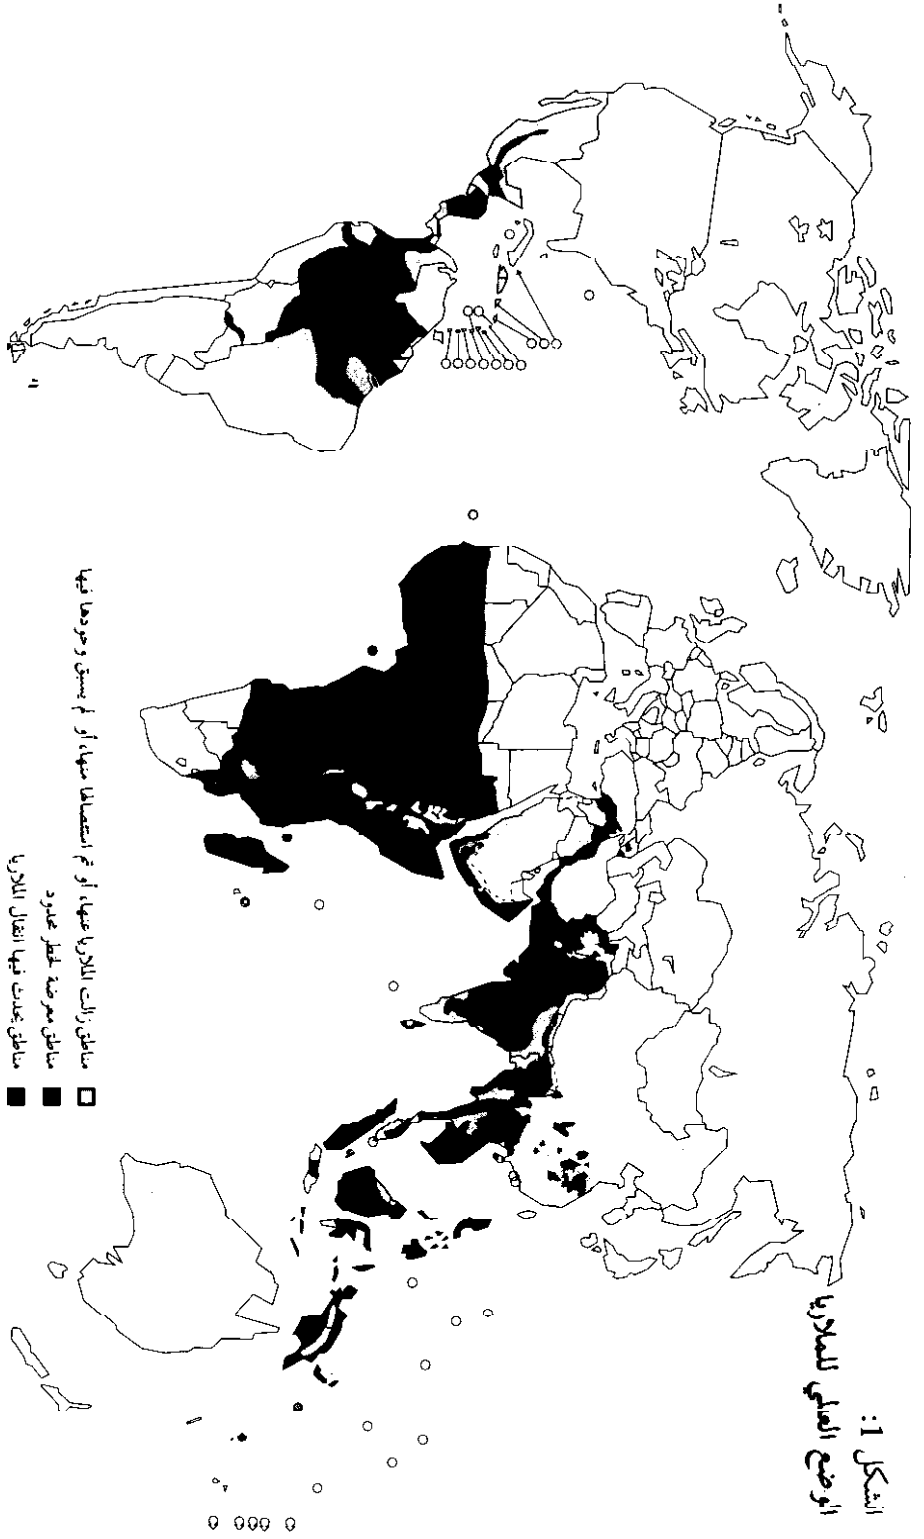 الشكل 1:
الوضع العالمي للملاريا
مناطق زالت الملاريا عنها، أو تم استئصالها منها، أو لم يسبق وجودها فيها
مناطق معرضة لخطر محدود
مناطق يحدث فيها انتقال الملاريا